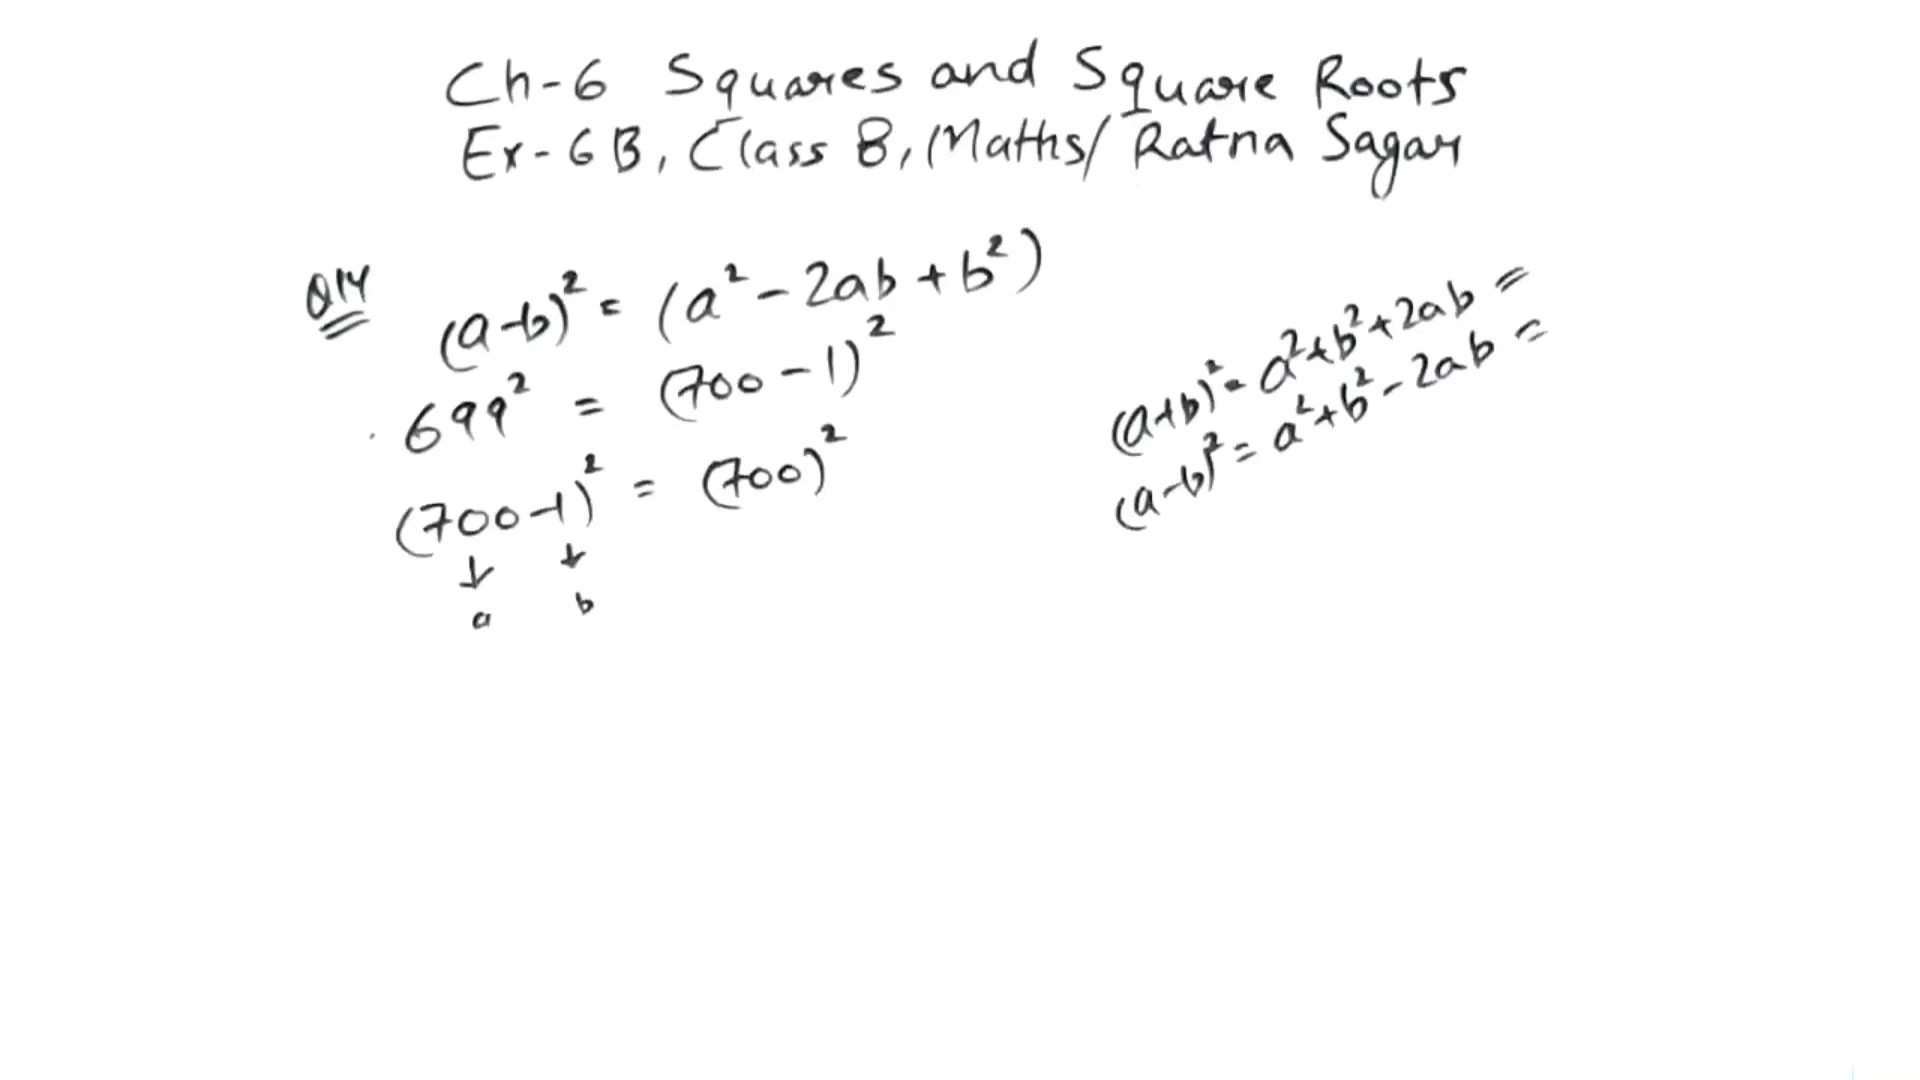 Ch-6 Squares and Square Roots
Ex-6B, Class 8, Maths/ Ratna Sagar
Q14 (a-b)² = (a² - 2ab + b²)
699² = (700 - 1)²
(700-1)² = (700)²
a b
(a+b)² = a²+b²+2ab =
(a-b)² = a²+b²-2ab =